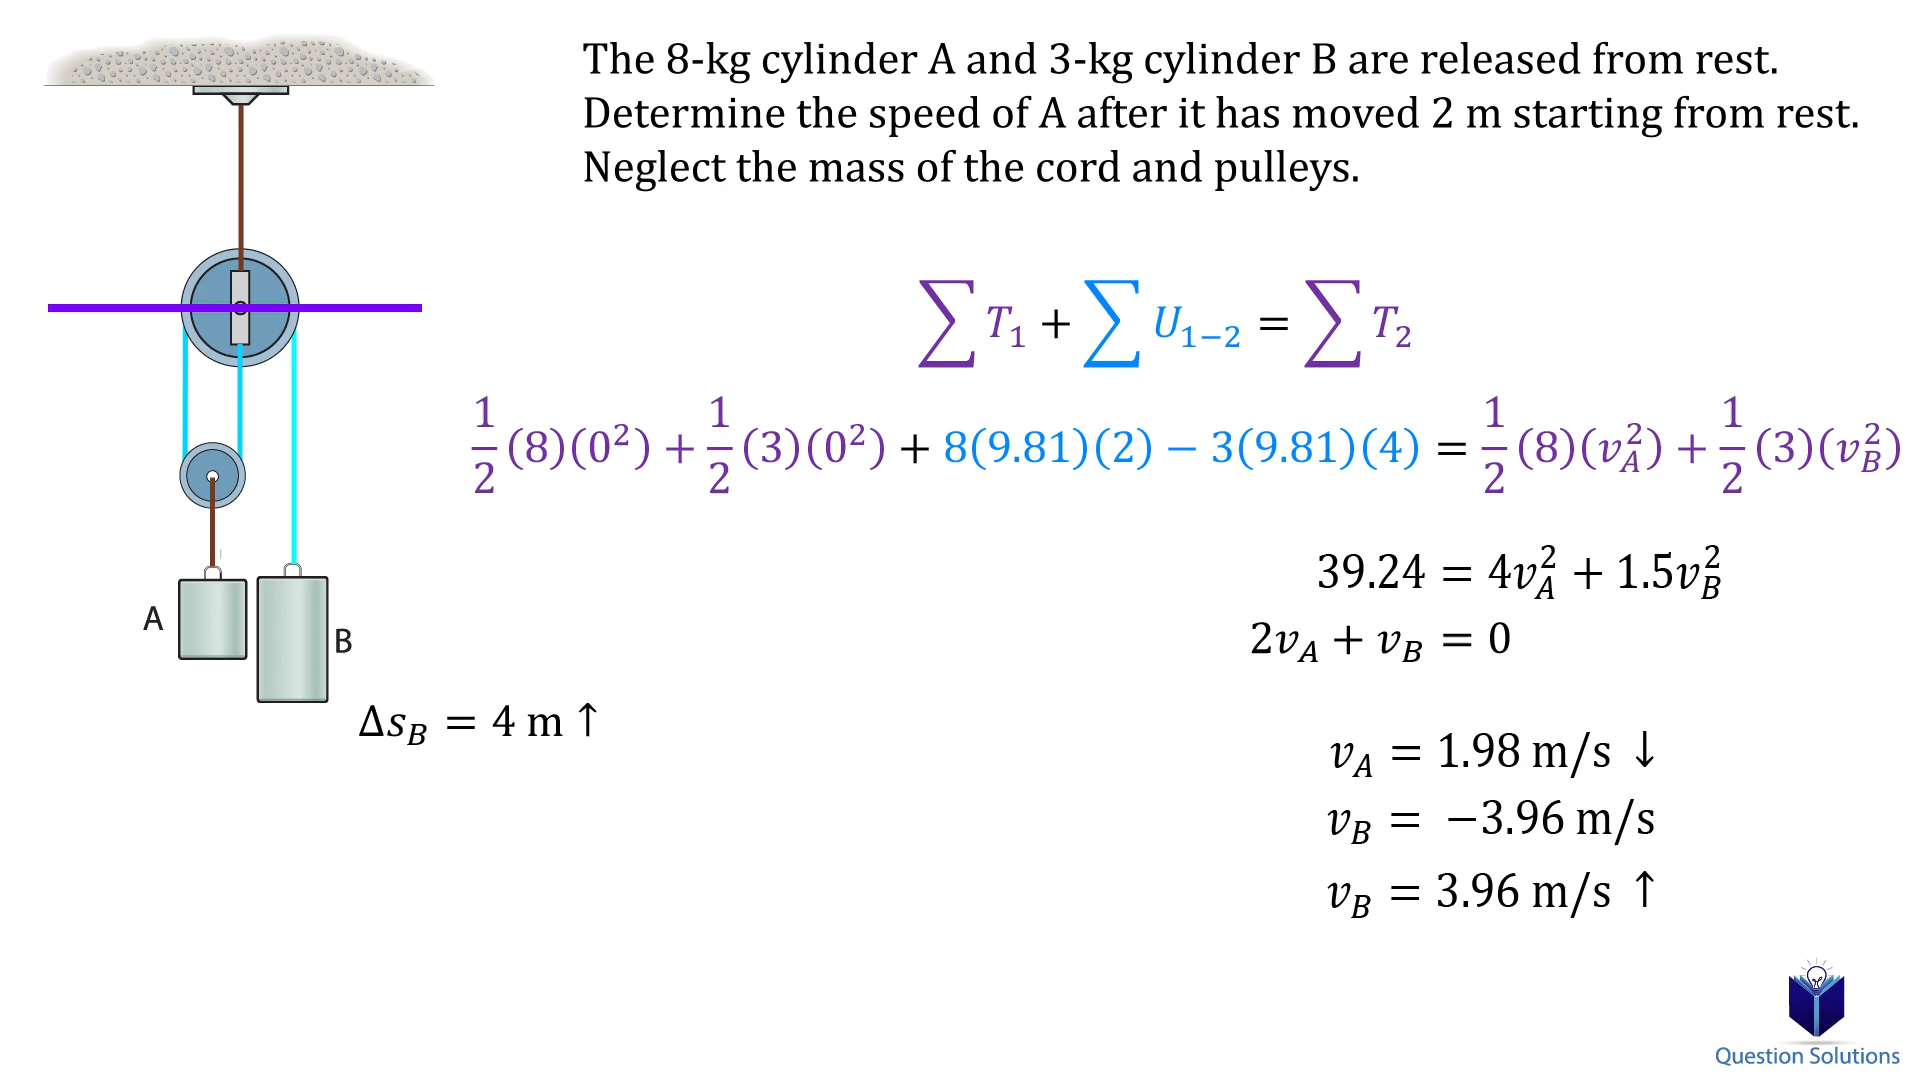 The 8-kg cylinder A and 3-kg cylinder B are released from rest.
Determine the speed of A after it has moved 2 m starting from rest.
Neglect the mass of the cord and pulleys.
∑T₁ + ∑U₁₋₂ = ∑T₂
1/2 (8)(0²) + 1/2 (3)(0²) + 8(9.81)(2) − 3(9.81)(4) = 1/2 (8)(v_A²) + 1/2 (3)(v_B²)
39.24 = 4v_A² + 1.5v_B²
2v_A + v_B = 0
A
B
Δs_B = 4 m ↑
v_A = 1.98 m/s ↓
v_B = −3.96 m/s
v_B = 3.96 m/s ↑
Question Solutions